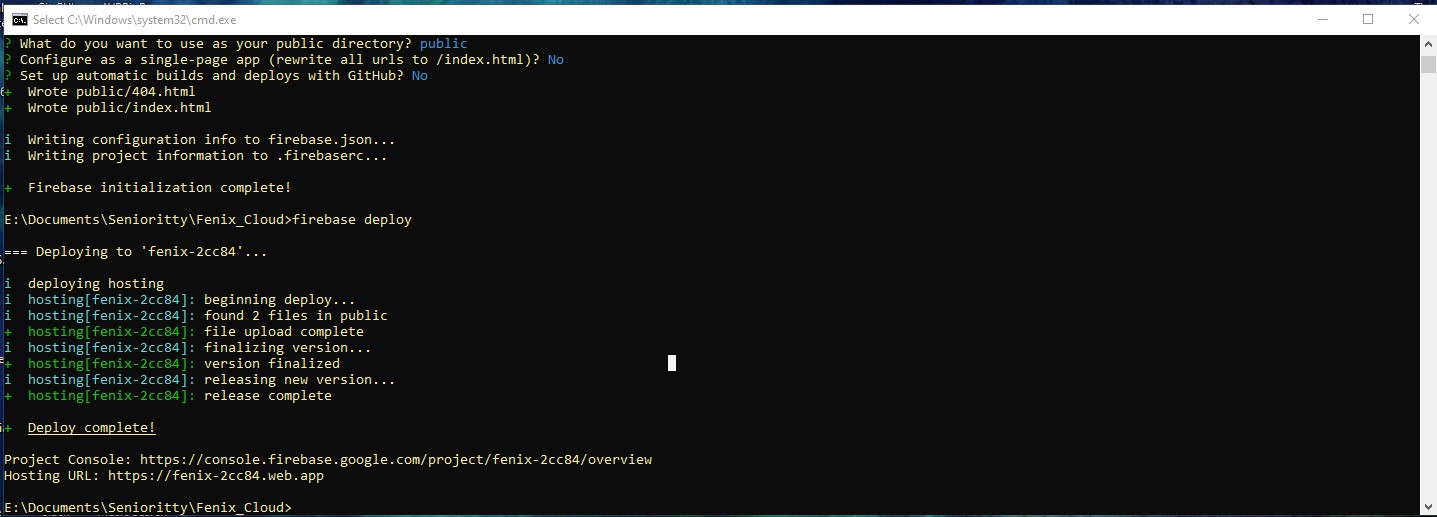 Select C:\Windows\system32\cmd.exe
? What do you want to use as your public directory? public
? Configure as a single-page app (rewrite all urls to /index.html)? No
? Set up automatic builds and deploys with GitHub? No
+  Wrote public/404.html
+  Wrote public/index.html
i  Writing configuration info to firebase.json...
i  Writing project information to .firebaserc...
+  Firebase initialization complete!
E:\Documents\Senioritty\Fenix_Cloud>firebase deploy
=== Deploying to 'fenix-2cc84'...
i  deploying hosting
i  hosting[fenix-2cc84]: beginning deploy...
i  hosting[fenix-2cc84]: found 2 files in public
+  hosting[fenix-2cc84]: file upload complete
i  hosting[fenix-2cc84]: finalizing version...
+  hosting[fenix-2cc84]: version finalized
i  hosting[fenix-2cc84]: releasing new version...
+  hosting[fenix-2cc84]: release complete
+  Deploy complete!
Project Console: https://console.firebase.google.com/project/fenix-2cc84/overview
Hosting URL: https://fenix-2cc84.web.app
E:\Documents\Senioritty\Fenix_Cloud>